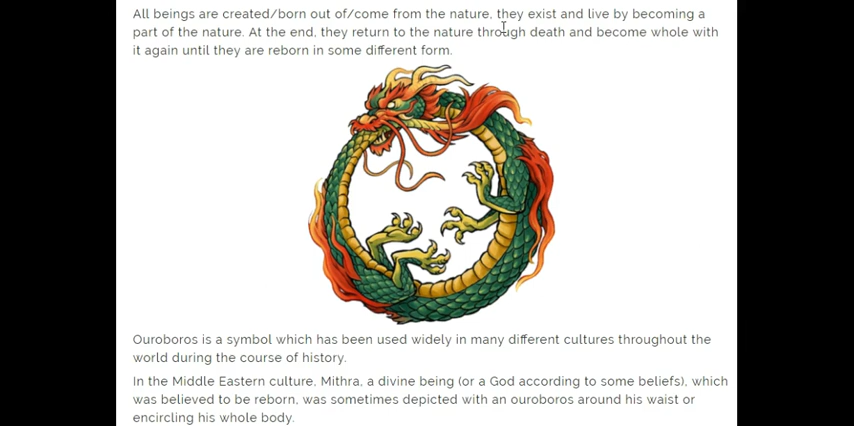 All beings are created/born out of/come from the nature, they exist and live by becoming a
part of the nature. At the end, they return to the nature through death and become whole with
it again until they are reborn in some different form.
Ouroboros is a symbol which has been used widely in many different cultures throughout the
world during the course of history.
In the Middle Eastern culture, Mithra, a divine being (or a God according to some beliefs), which
was believed to be reborn, was sometimes depicted with an ouroboros around his waist or
encircling his whole body.